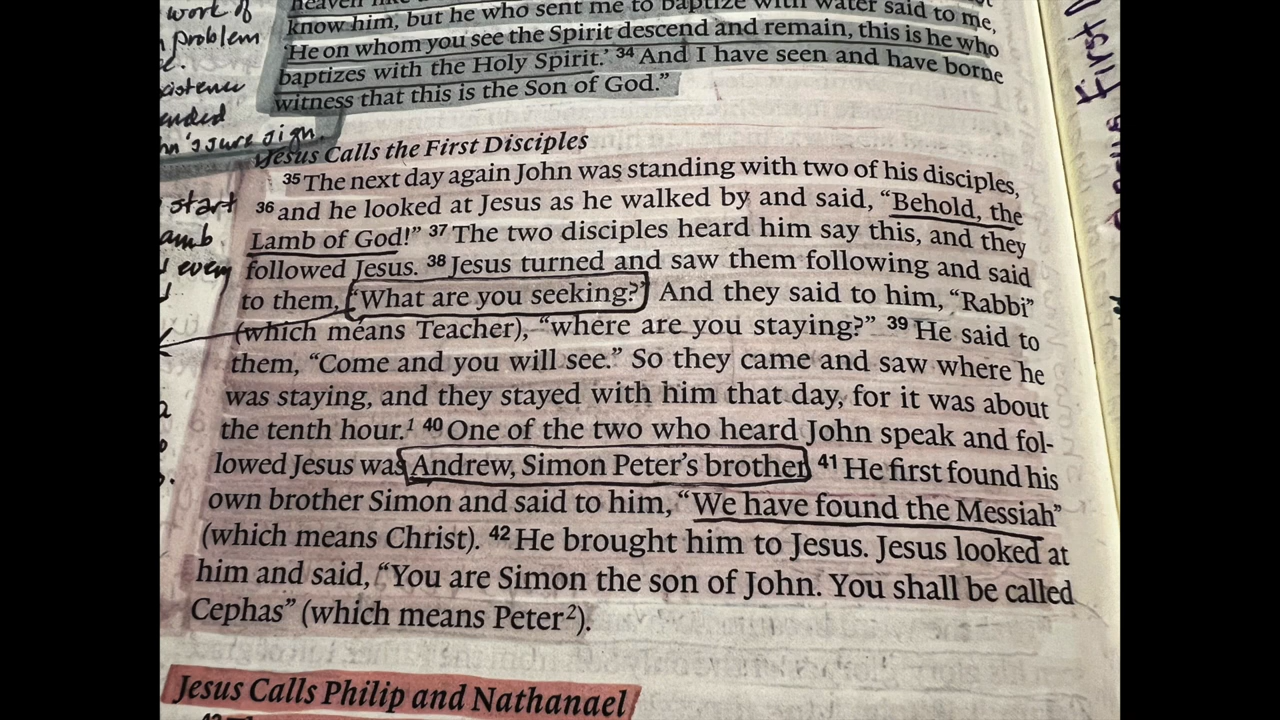 work of
problem
know him, but he who sent me to baptize with water said to me,
'He on whom you see the Spirit descend and remain, this is he who
baptizes with the Holy Spirit.' 34 And I have seen and have borne
witness that this is the Son of God."
sure sign.
Jesus Calls the First Disciples
35 The next day again John was standing with two of his disciples,
36 and he looked at Jesus as he walked by and said, "Behold, the
Lamb of God!" 37 The two disciples heard him say this, and they
followed Jesus. 38 Jesus turned and saw them following and said
to them, "What are you seeking?" And they said to him, "Rabbi"
(which means Teacher), "where are you staying?" 39 He said to
them, "Come and you will see." So they came and saw where he
was staying, and they stayed with him that day, for it was about
the tenth hour.1 40 One of the two who heard John speak and fol-
lowed Jesus was Andrew, Simon Peter's brother. 41 He first found his
own brother Simon and said to him, "We have found the Messiah"
(which means Christ). 42 He brought him to Jesus. Jesus looked at
him and said, "You are Simon the son of John. You shall be called
Cephas" (which means Peter2).
Jesus Calls Philip and Nathanael
start
every
First